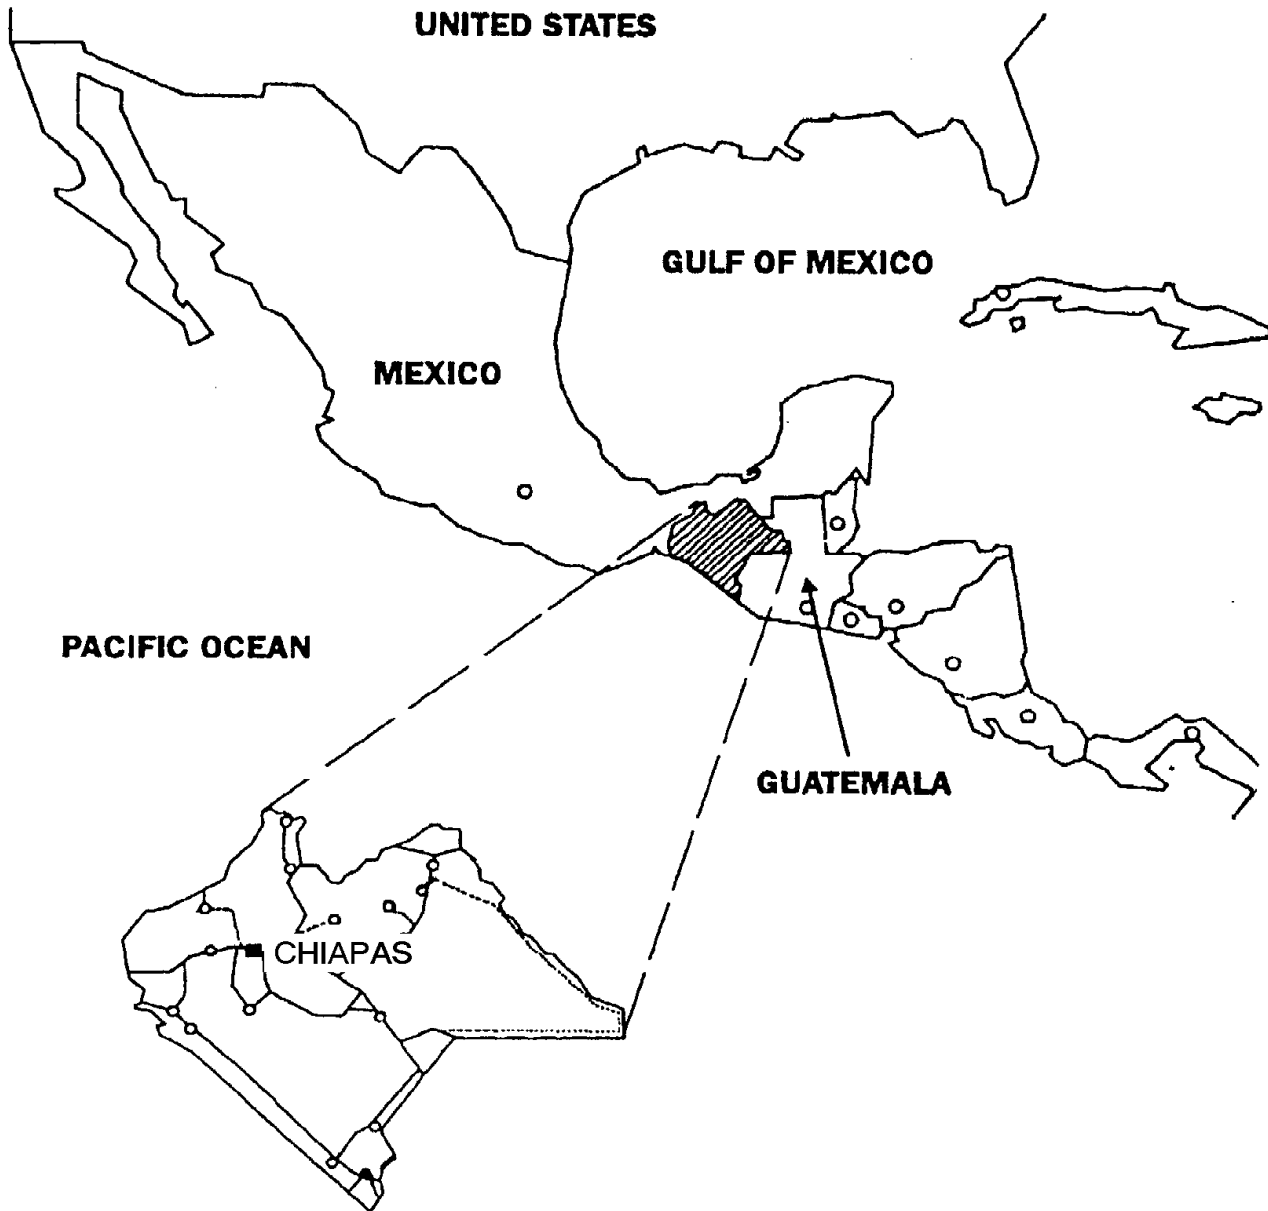 UNITED STATES
GULF OF MEXICO
MEXICO
PACIFIC OCEAN
GUATEMALA
CHIAPAS